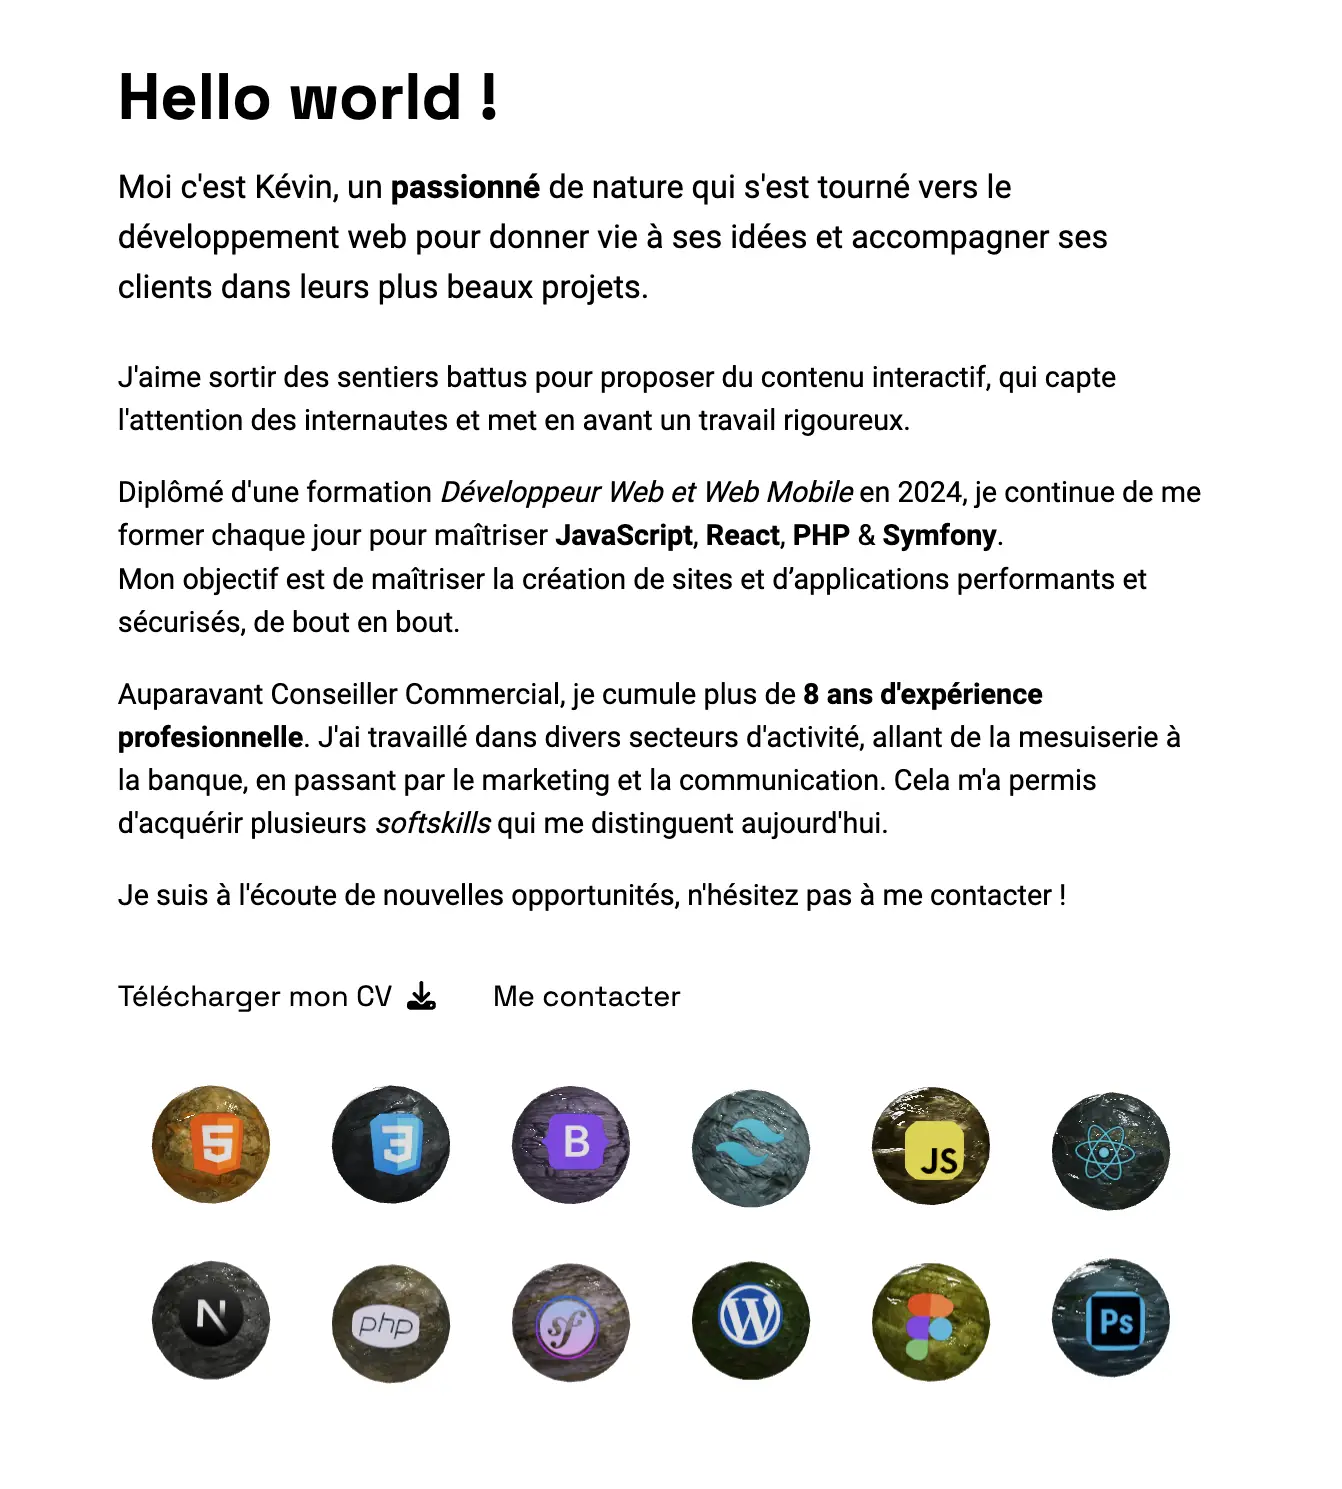 Hello world !
Moi c'est Kévin, un passionné de nature qui s'est tourné vers le
développement web pour donner vie à ses idées et accompagner ses
clients dans leurs plus beaux projets.
J'aime sortir des sentiers battus pour proposer du contenu interactif, qui capte
l'attention des internautes et met en avant un travail rigoureux.
Diplômé d'une formation Développeur Web et Web Mobile en 2024, je continue de me
former chaque jour pour maîtriser JavaScript, React, PHP & Symfony.
Mon objectif est de maîtriser la création de sites et d’applications performants et
sécurisés, de bout en bout.
Auparavant Conseiller Commercial, je cumule plus de 8 ans d'expérience
profesionnelle. J'ai travaillé dans divers secteurs d'activité, allant de la mesuiserie à
la banque, en passant par le marketing et la communication. Cela m'a permis
d'acquérir plusieurs softskills qui me distinguent aujourd'hui.
Je suis à l'écoute de nouvelles opportunités, n'hésitez pas à me contacter !
Télécharger mon CV Me contacter
5 3 B JS
N php sf W Ps